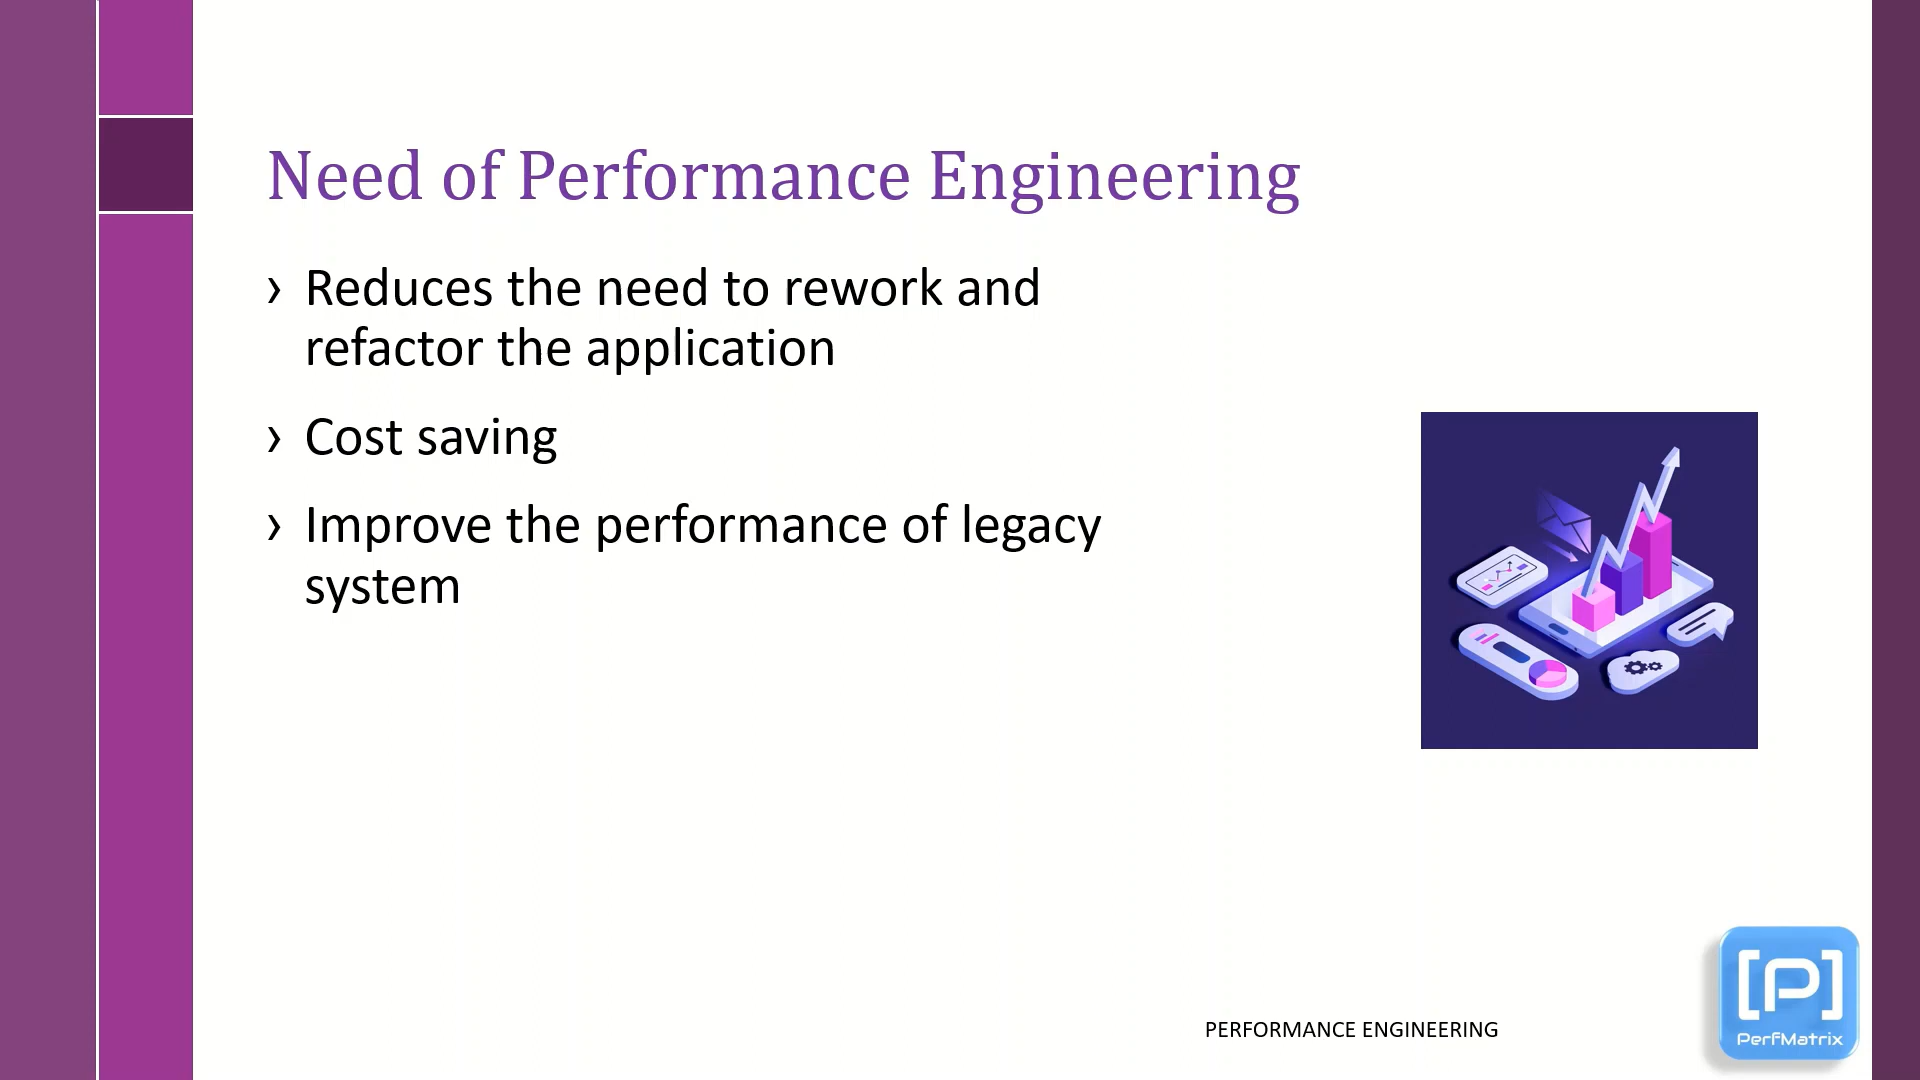 Need of Performance Engineering
› Reduces the need to rework and
refactor the application
› Cost saving
› Improve the performance of legacy
system
PERFORMANCE ENGINEERING
[P]
PerfMatrix